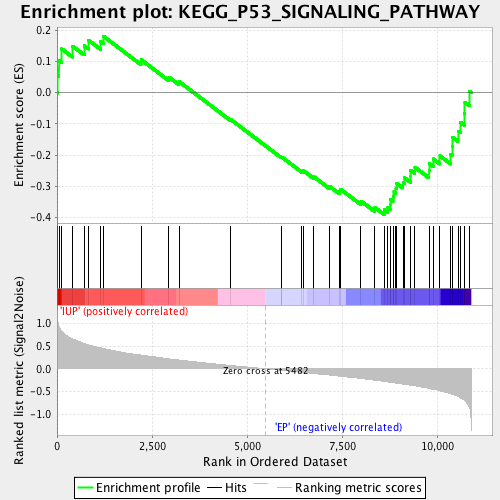 Enrichment plot: KEGG_P53_SIGNALING_PATHWAY
Enrichment score (ES)
0.2
0.1
0.0
-0.1
-0.2
-0.3
-0.4
'IUP' (positively correlated)
Ranked list metric (Signal2Noise)
1.0
0.5
0.0
-0.5
-1.0
Zero cross at 5482
'EP' (negatively correlated)
0
2,500
5,000
7,500
10,000
Rank in Ordered Dataset
Enrichment profile
Hits
Ranking metric scores